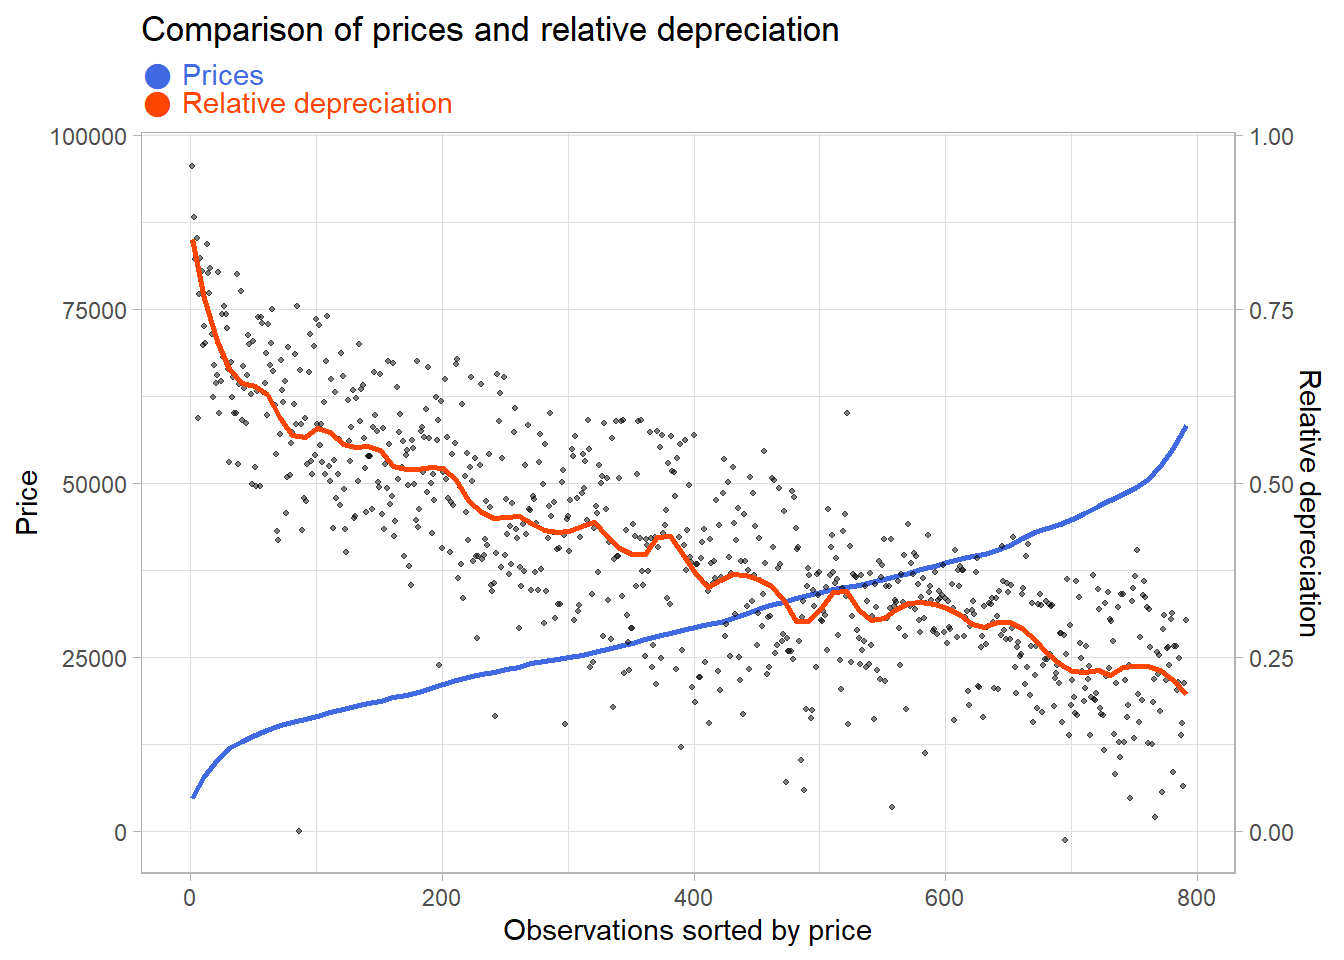 Comparison of prices and relative depreciation
Prices
Relative depreciation
100000
75000
50000
25000
0
Price
1.00
0.75
0.50
0.25
0.00
Relative depreciation
0
200
400
600
800
Observations sorted by price